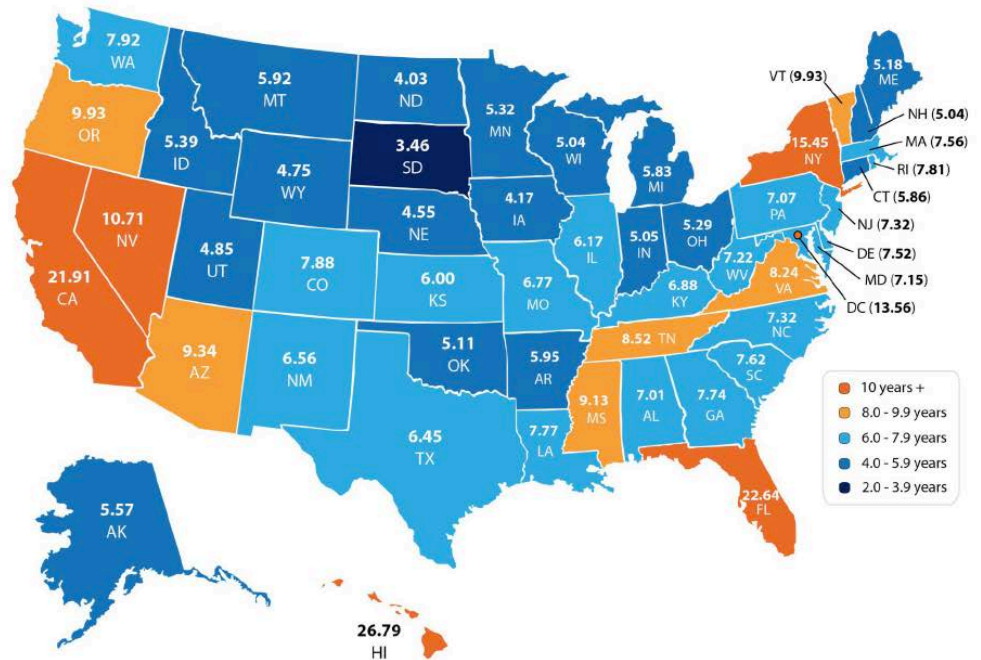 7.92
WA
9.93
OR
21.91
CA
10.71
NV
5.39
ID
5.92
MT
4.75
WY
4.85
UT
9.34
AZ
7.88
CO
6.56
NM
4.03
ND
3.46
SD
4.55
NE
6.00
KS
5.11
OK
6.45
TX
5.32
MN
4.17
IA
6.77
MO
5.95
AR
7.77
LA
5.04
WI
6.17
IL
5.83
MI
5.05
IN
5.29
OH
6.88
KY
8.52 TN
9.13
MS
7.01
AL
7.74
GA
22.64
FL
7.62
SC
7.32
NC
8.24
VA
7.22
WV
7.07
PA
15.45
NY
5.18
ME
VT (9.93)
NH (5.04)
MA (7.56)
RI (7.81)
CT (5.86)
NJ (7.32)
DE (7.52)
MD (7.15)
DC (13.56)
10 years +
8.0 - 9.9 years
6.0 - 7.9 years
4.0 - 5.9 years
2.0 - 3.9 years
5.57
AK
26.79
HI